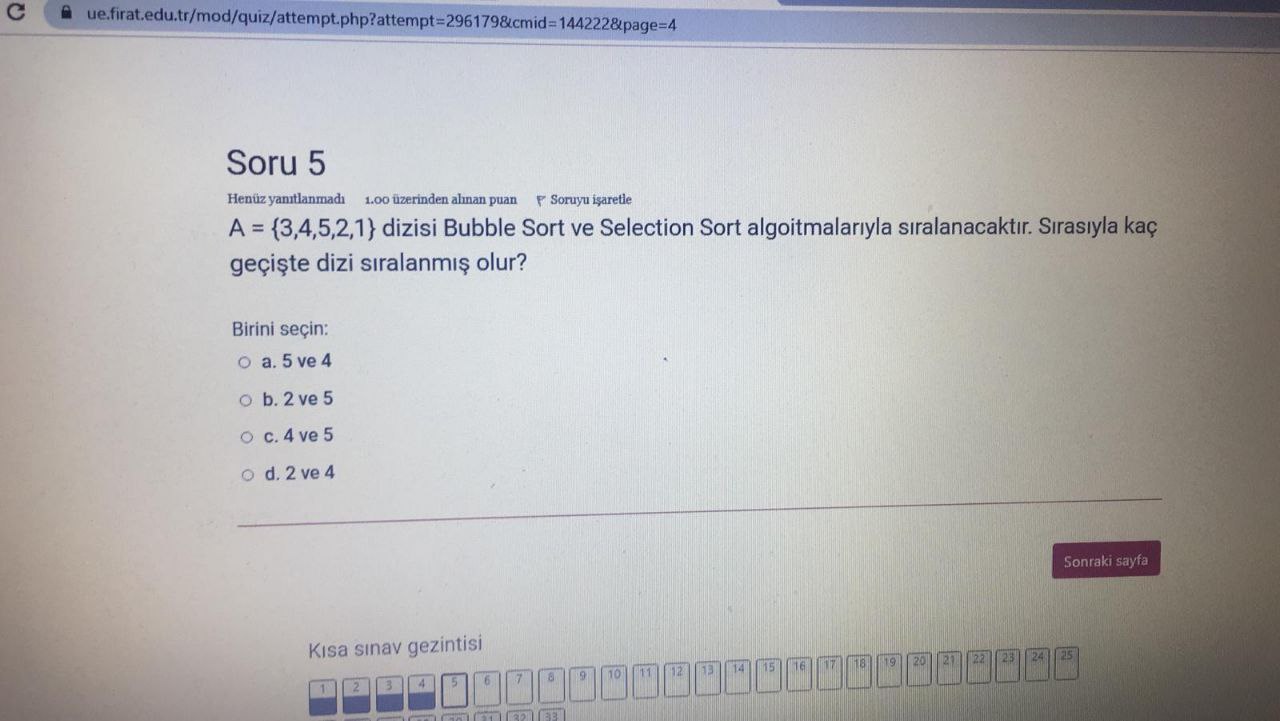 ue.firat.edu.tr/mod/quiz/attempt.php?attempt=296179&cmid=144222&page=4
Soru 5
Henüz yanıtlanmadı 1.00 üzerinden alınan puan Soruyu işaretle
A = {3,4,5,2,1} dizisi Bubble Sort ve Selection Sort algoitmalarıyla sıralanacaktır. Sırasıyla kaç
geçişte dizi sıralanmış olur?
Birini seçin:
a. 5 ve 4
b. 2 ve 5
c. 4 ve 5
d. 2 ve 4
Sonraki sayfa
Kısa sınav gezintisi
1 2 3 4 5 6 7 8 9 10 11 12 13 14 15 16 17 18 19 20 21 22 23 24 25
30 31 32 33